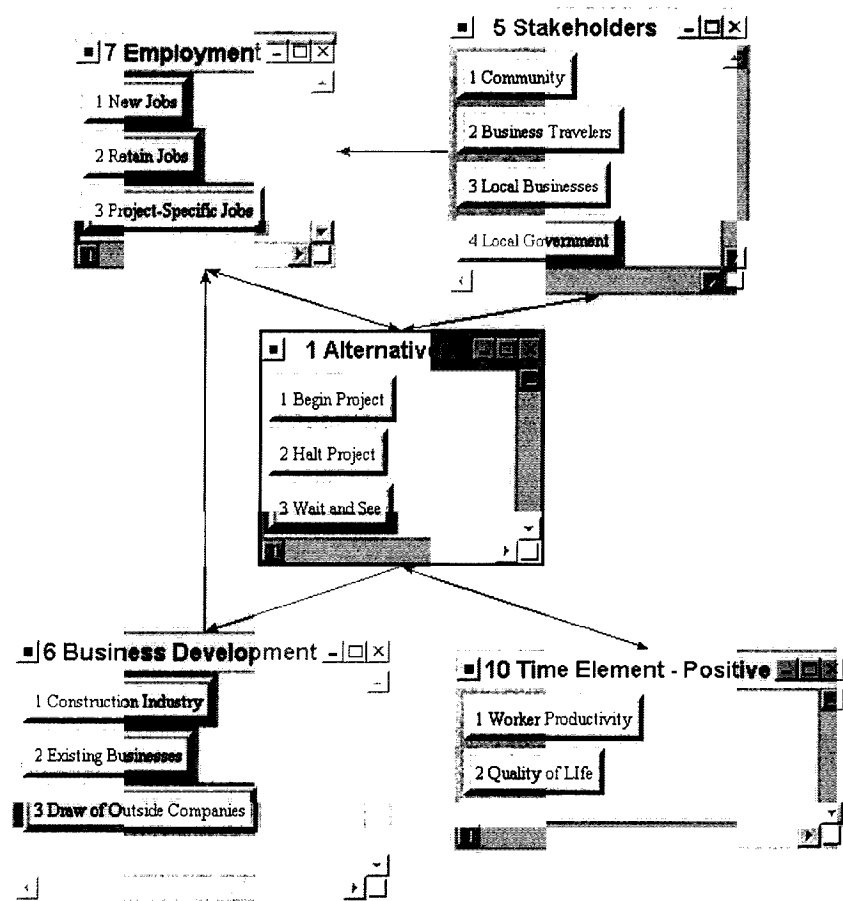 7 Employment
1 New Jobs
2 Retain Jobs
3 Project-Specific Jobs
5 Stakeholders
1 Community
2 Business Travelers
3 Local Businesses
4 Local Government
1 Alternativ
1 Begin Project
2 Halt Project
3 Wait and See
6 Business Development
1 Construction Industry
2 Existing Businesses
3 Draw of Outside Companies
10 Time Element - Positive
1 Worker Productivity
2 Quality of LIfe